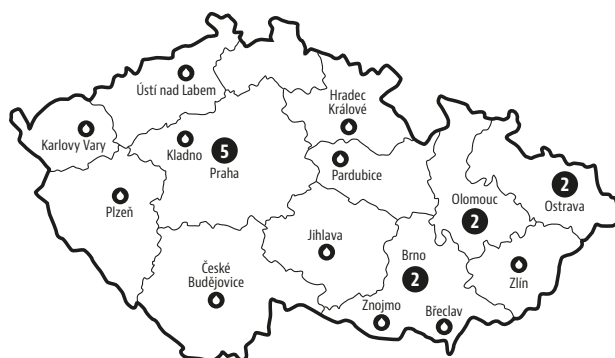 Ústí nad Labem
Hradec
Králové
Karlovy Vary
Kladno
5
Praha
Pardubice
Plzeň
Olomouc
2
2
Ostrava
Jihlava
České
Budějovice
Brno
2
Zlín
Znojmo
Břeclav